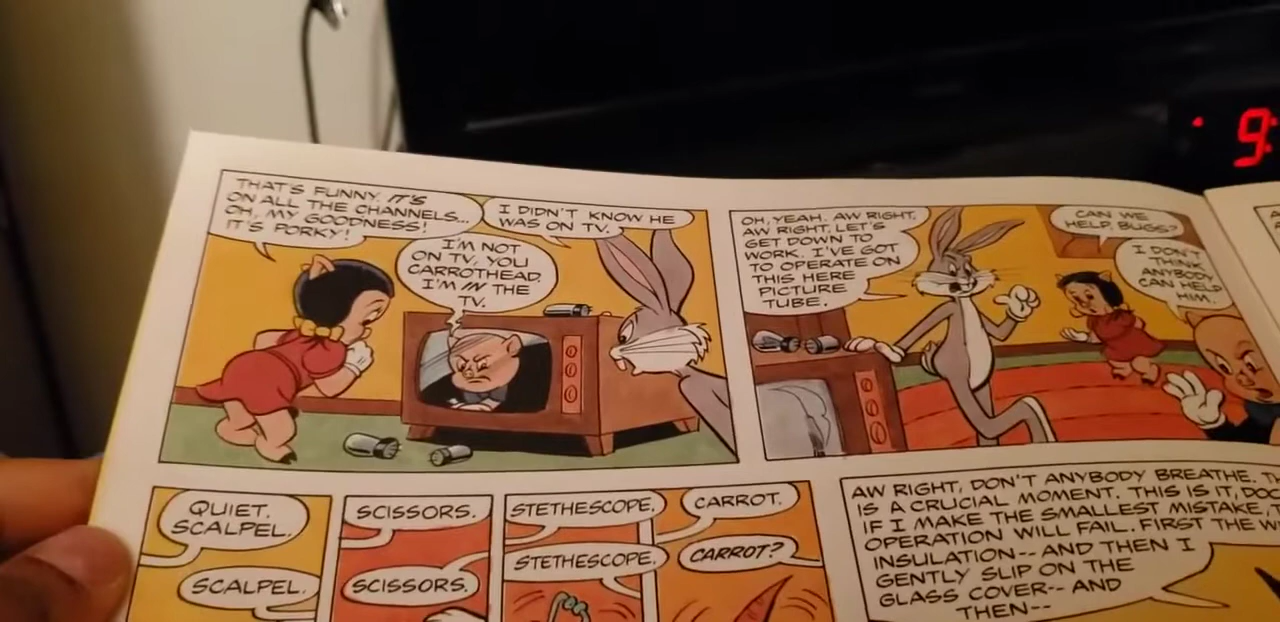 THAT'S FUNNY. IT'S
ON ALL THE CHANNELS...
OH, MY GOODNESS!
IT'S PORKY!
I DIDN'T KNOW HE
WAS ON TV.
I'M NOT
ON TV, YOU
CARROTHEAD.
I'M IN THE
TV.
OH, YEAH. AW RIGHT,
AW RIGHT, LET'S
GET DOWN TO
WORK. I'VE GOT
TO OPERATE ON
THIS HERE
PICTURE
TUBE.
CAN WE
HELP, BUGS?
I DON'T
THINK
ANYBODY
CAN HELP
HIM.
QUIET.
SCALPEL.
SCALPEL.
SCISSORS.
SCISSORS.
STETHESCOPE.
STETHESCOPE.
CARROT.
CARROT?
AW RIGHT, DON'T ANYBODY BREATHE.
IS A CRUCIAL MOMENT. THIS IS IT, DOC
IF I MAKE THE SMALLEST MISTAKE,
OPERATION WILL FAIL. FIRST THE
INSULATION-- AND THEN I
GENTLY SLIP ON THE
GLASS COVER-- AND
THEN--
9: